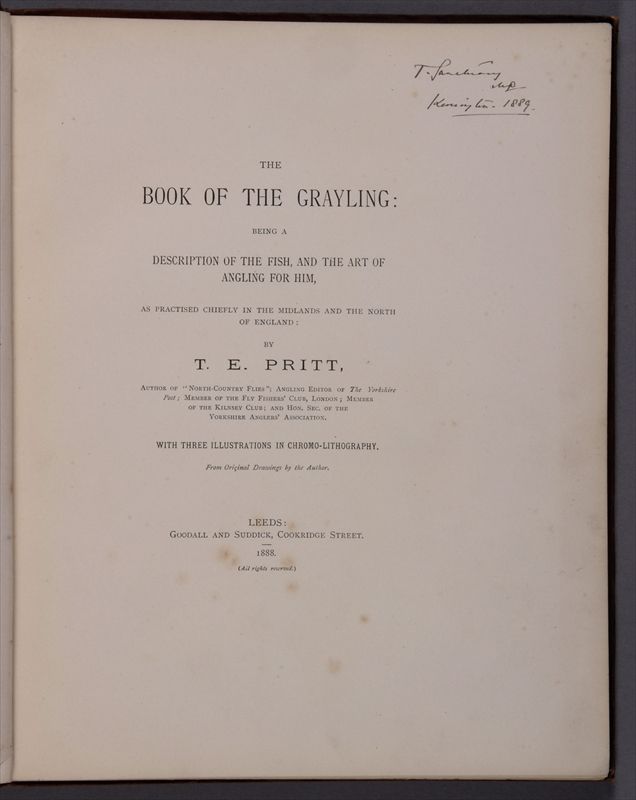 T. Sanctuary
Kensington. 1889.
THE
BOOK OF THE GRAYLING:
BEING A
DESCRIPTION OF THE FISH, AND THE ART OF
ANGLING FOR HIM,
AS PRACTISED CHIEFLY IN THE MIDLANDS AND THE NORTH
OF ENGLAND:
BY
T. E. PRITT,
AUTHOR OF "NORTH-COUNTRY FLIES"; ANGLING EDITOR OF The Yorkshire
Post; MEMBER OF THE FLY FISHERS' CLUB, LONDON; MEMBER
OF THE KILNSEY CLUB; AND HON. SEC. OF THE
YORKSHIRE ANGLERS' ASSOCIATION.
WITH THREE ILLUSTRATIONS IN CHROMO-LITHOGRAPHY.
From Original Drawings by the Author.
LEEDS:
GOODALL AND SUDDICK, COOKRIDGE STREET.
1888.
(All rights reserved.)